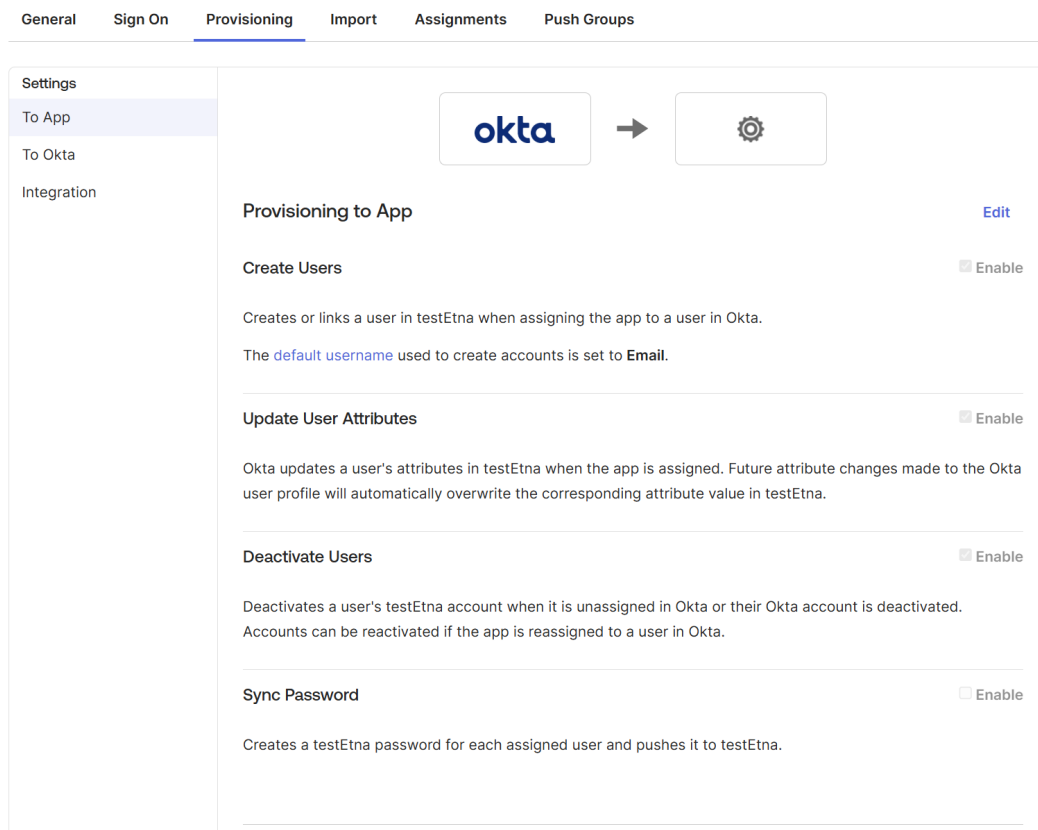 General Sign On Provisioning Import Assignments Push Groups
Settings
To App
To Okta
Integration
okta
Provisioning to App Edit
Create Users Enable
Creates or links a user in testEtna when assigning the app to a user in Okta.
The default username used to create accounts is set to Email.
Update User Attributes Enable
Okta updates a user's attributes in testEtna when the app is assigned. Future attribute changes made to the Okta
user profile will automatically overwrite the corresponding attribute value in testEtna.
Deactivate Users Enable
Deactivates a user's testEtna account when it is unassigned in Okta or their Okta account is deactivated.
Accounts can be reactivated if the app is reassigned to a user in Okta.
Sync Password Enable
Creates a testEtna password for each assigned user and pushes it to testEtna.